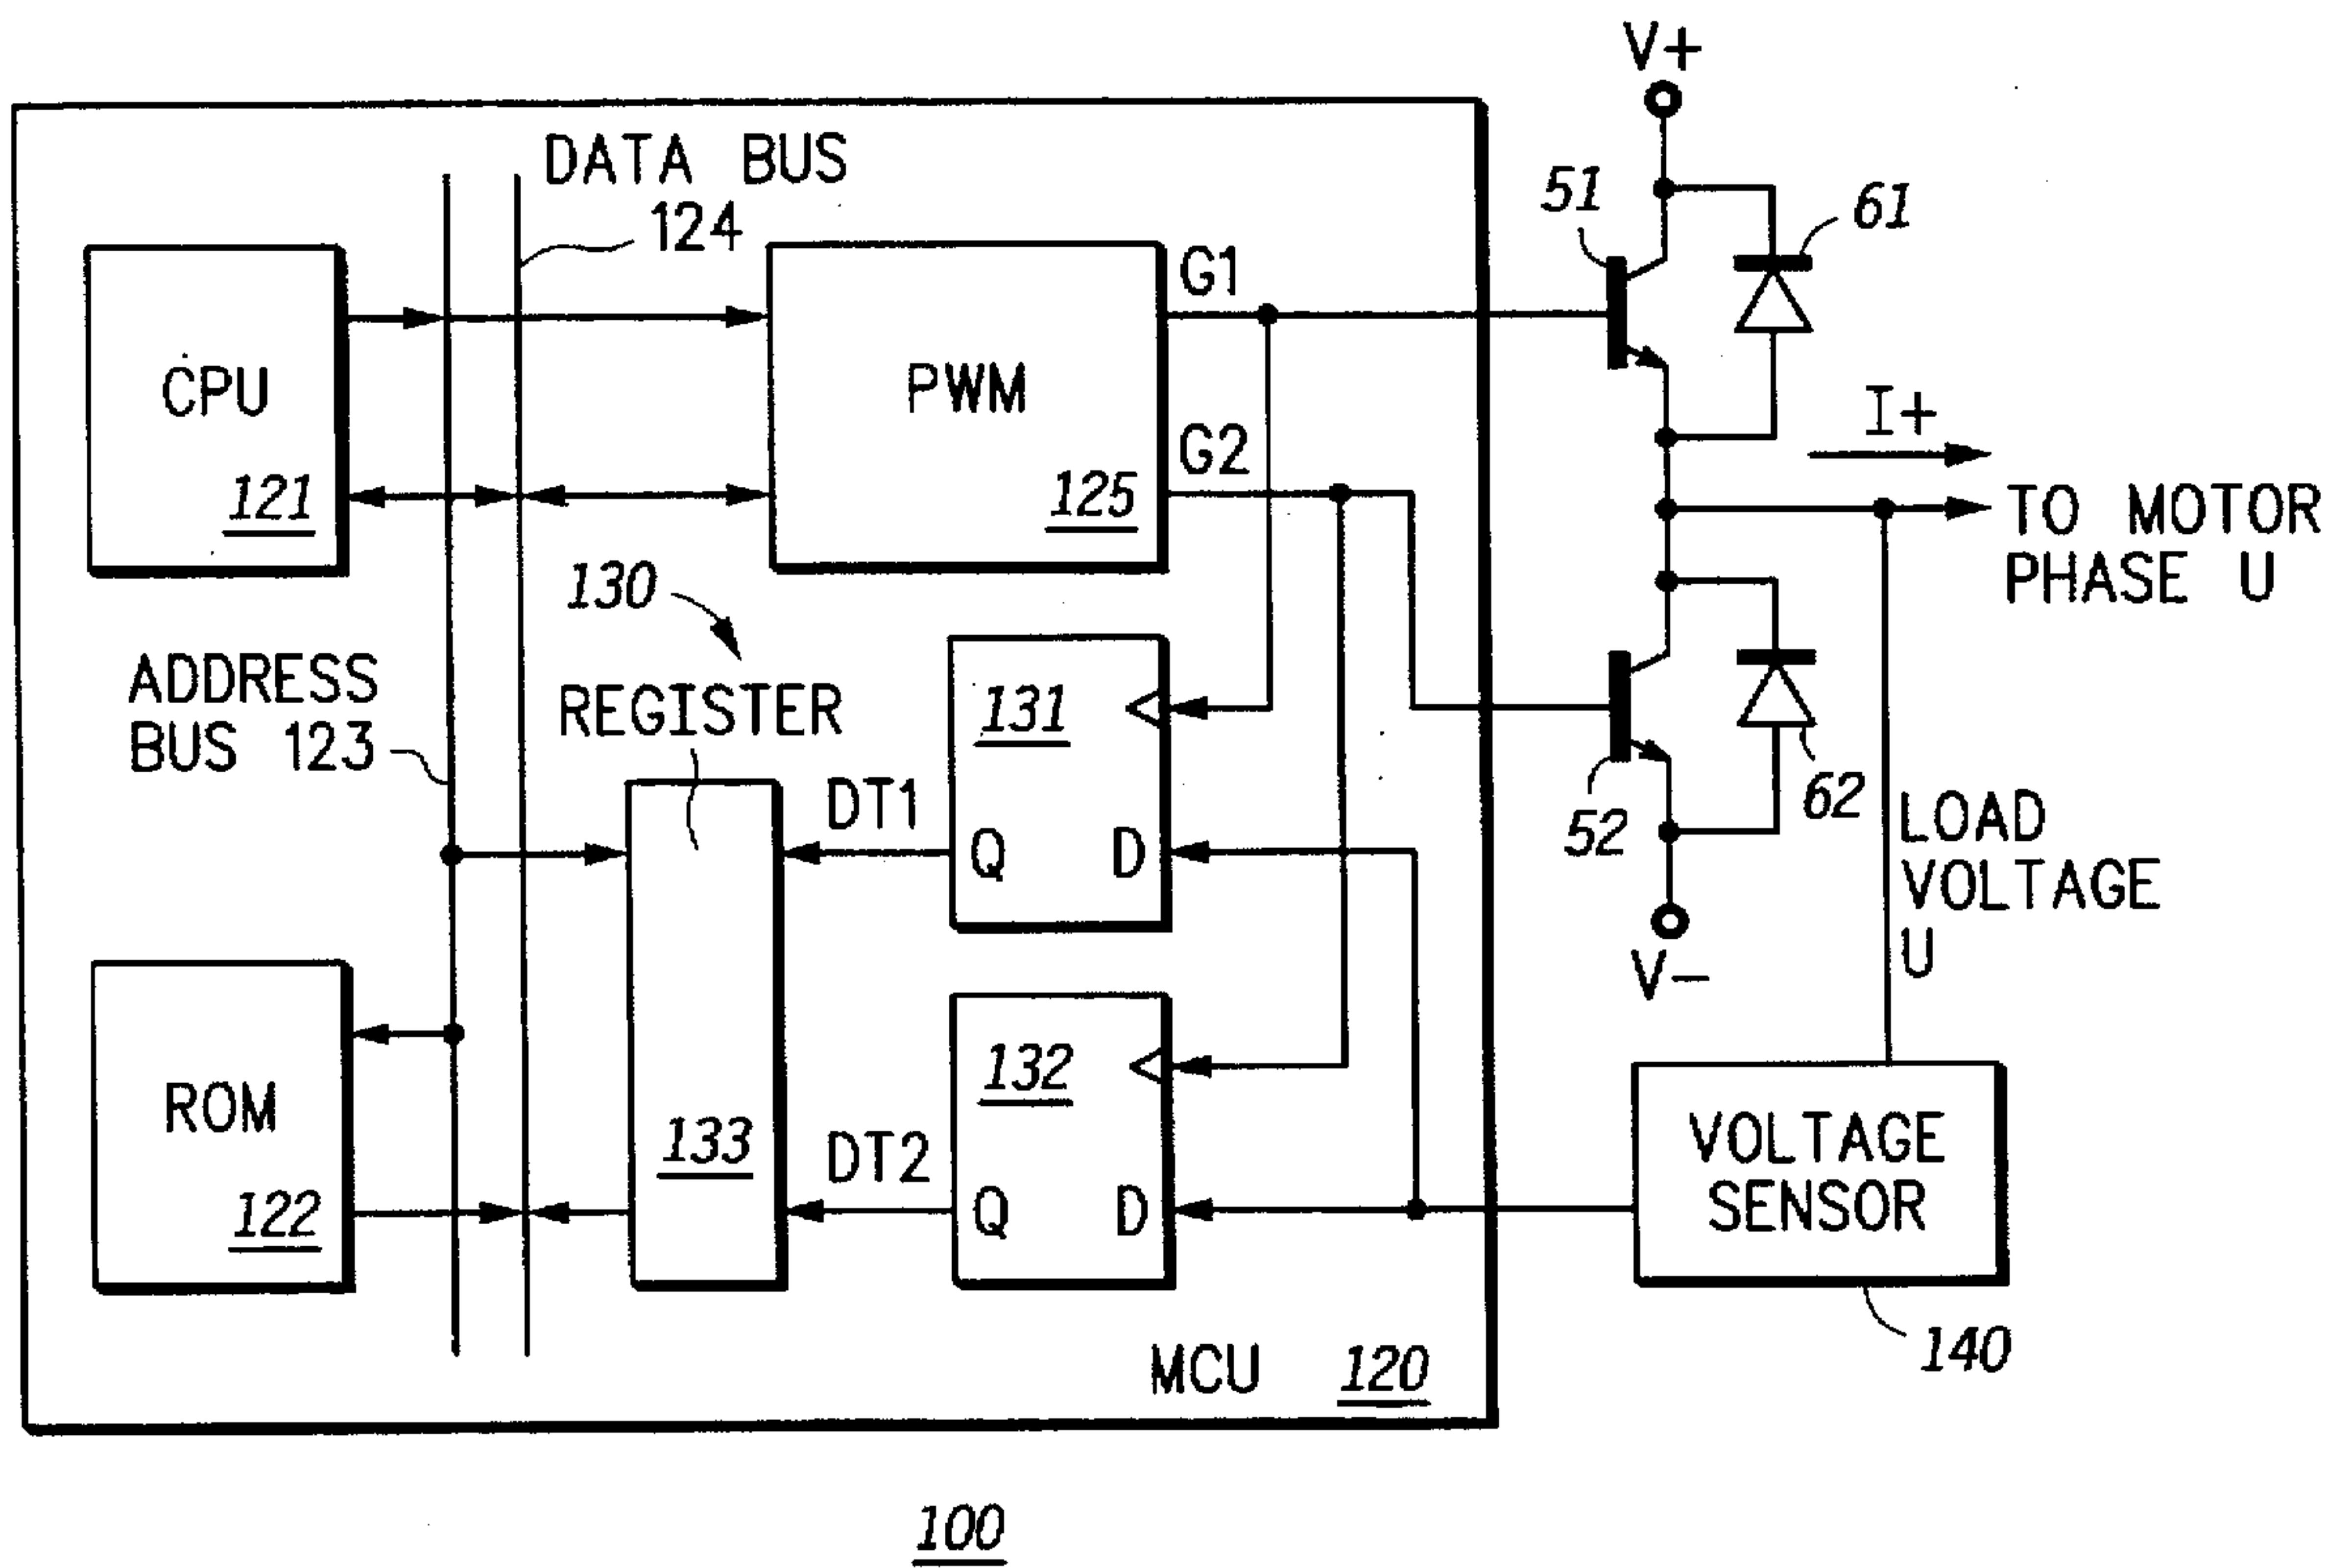 V+
DATA BUS
124
51
61
G1
CPU
PWM
I+
G2
121
125
TO MOTOR
PHASE U
130
ADDRESS
BUS 123
REGISTER
131
DT1
Q
D
52
62
LOAD
VOLTAGE
U
V-
132
ROM
133
DT2
Q
D
VOLTAGE
SENSOR
122
MCU
120
140
100